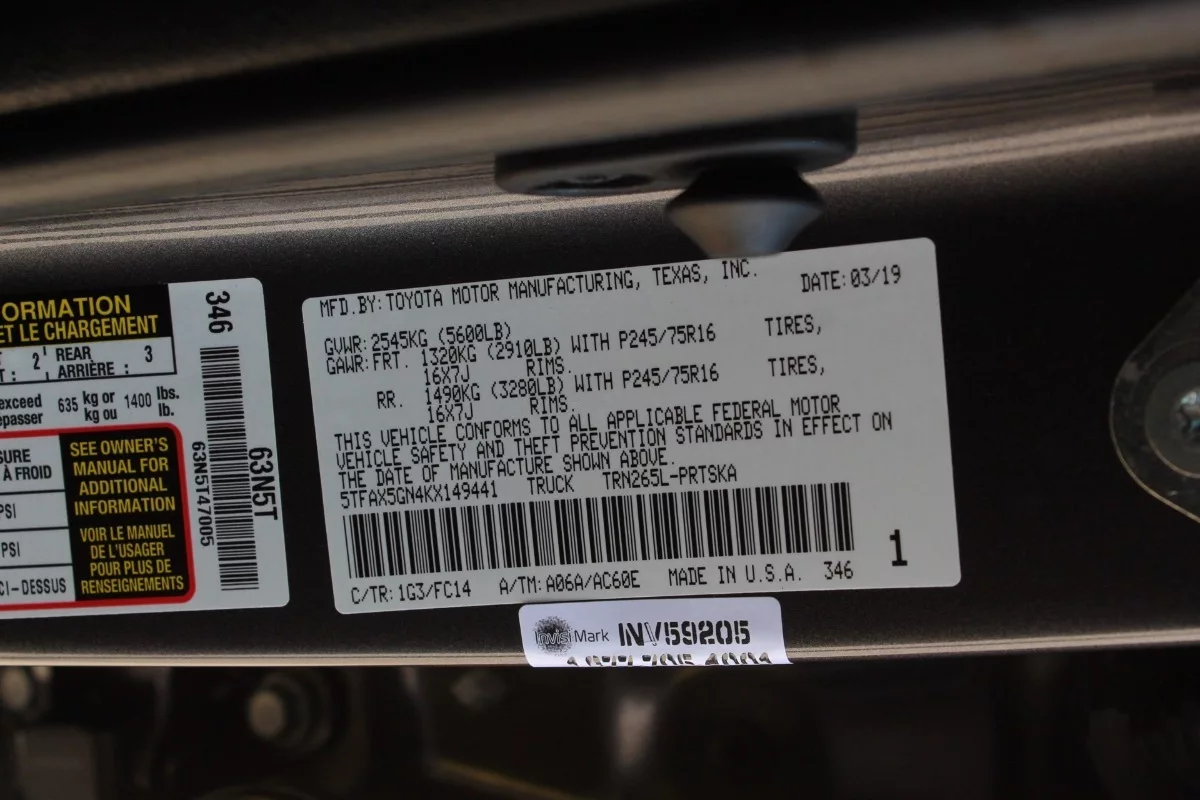 ORMATION
ET LE CHARGEMENT
2 REAR 3
: ARRIÈRE :
exceed 635 kg or 1400 lbs.
kg ou lb.
SEE OWNER'S
MANUAL FOR
ADDITIONAL
INFORMATION
VOIR LE MANUEL
DE L'USAGER
POUR PLUS DE
RENSEIGNEMENTS
À FROID
PSI
PSI
CI-DESSUS
346
63N5T
63N5T47005
MFD.BY:TOYOTA MOTOR MANUFACTURING, TEXAS, INC. DATE:03/19
GVWR:2545KG (5600LB)
GAWR:FRT. 1320KG (2910LB) WITH P245/75R16 TIRES,
16X7J RIMS.
RR. 1490KG (3280LB) WITH P245/75R16 TIRES,
16X7J RIMS.
THIS VEHICLE CONFORMS TO ALL APPLICABLE FEDERAL MOTOR
VEHICLE SAFETY AND THEFT PREVENTION STANDARDS IN EFFECT ON
THE DATE OF MANUFACTURE SHOWN ABOVE.
5TFAX5GN4KX149441 TRUCK TRN265L-PRTSKA
C/TR:1G3/FC14 A/TM:A06A/AC60E MADE IN U.S.A. 346
1
InvisiMark INV59205